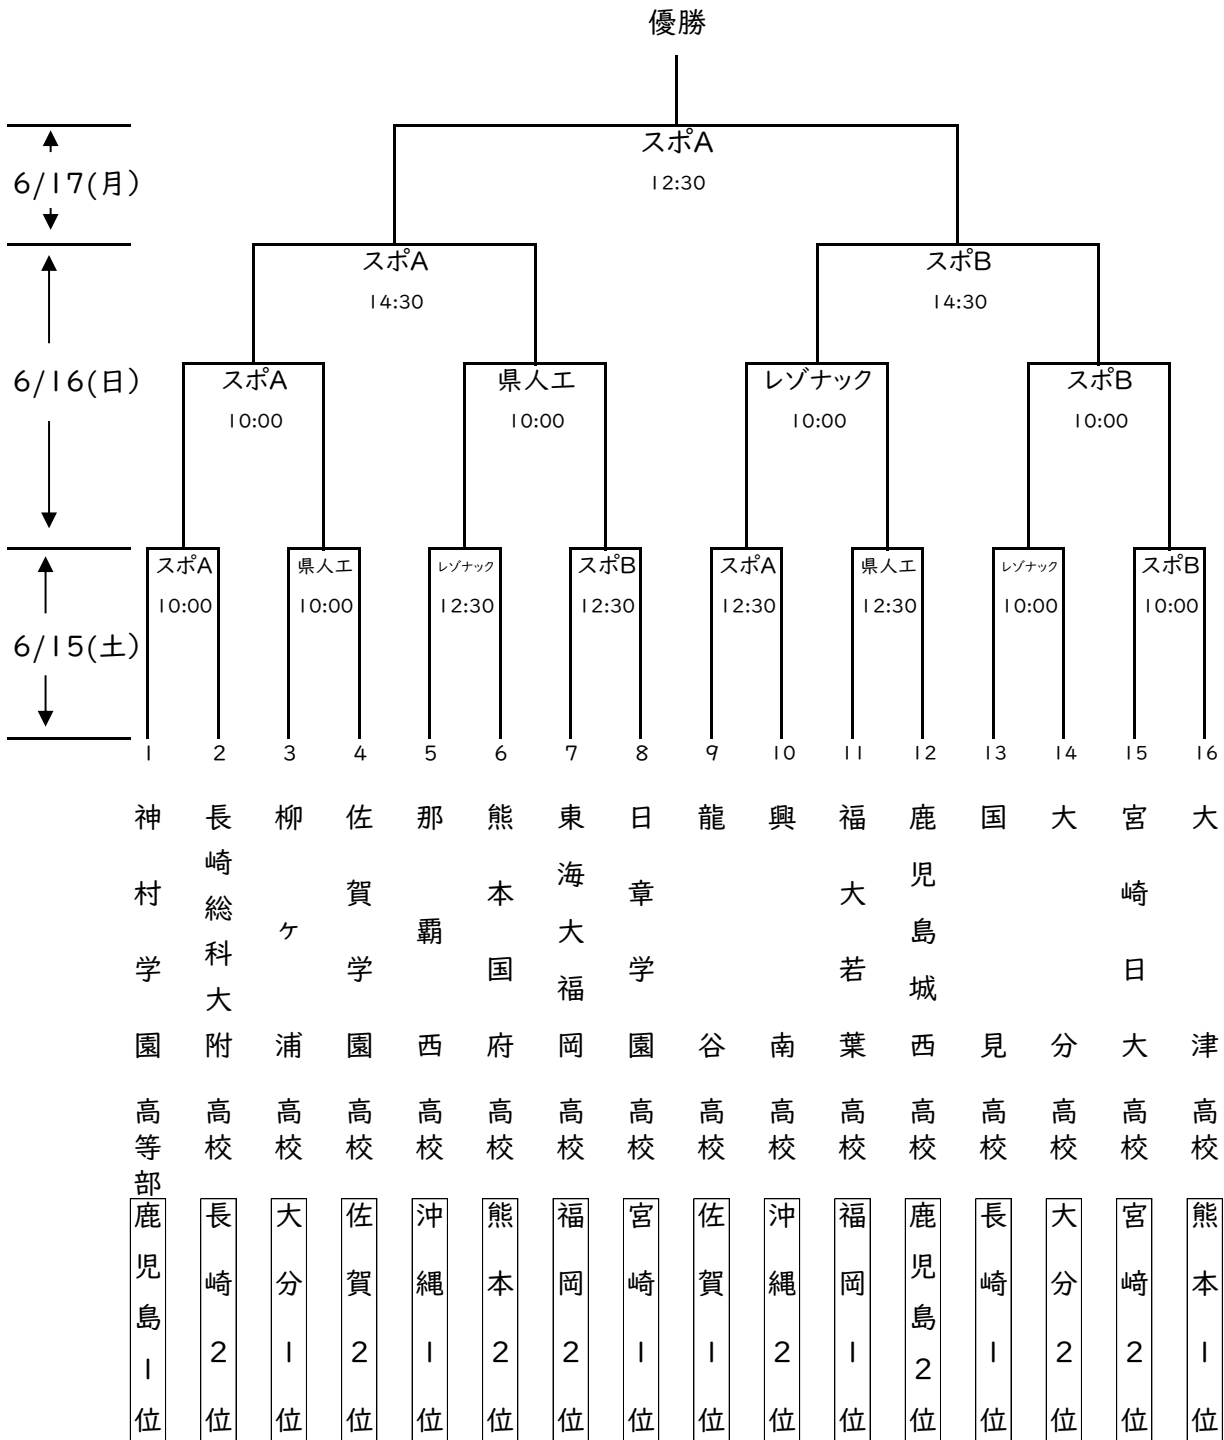 優勝
スポA
12:30
6/17(月)
スポA
14:30
スポB
14:30
6/16(日)
スポA
10:00
県人工
10:00
レゾナック
10:00
スポB
10:00
6/15(土)
スポA
10:00
県人工
10:00
レゾナック
12:30
スポB
12:30
スポA
12:30
県人工
12:30
レゾナック
10:00
スポB
10:00
1
神村学園高等部
鹿児島1位
2
長崎総科大附高校
長崎2位
3
柳ヶ浦高校
大分1位
4
佐賀学園高校
佐賀2位
5
那覇西高校
沖縄1位
6
熊本国府高校
熊本2位
7
東海大福岡高校
福岡2位
8
日章学園高校
宮崎1位
9
龍谷高校
佐賀1位
10
興南高校
沖縄2位
11
福大若葉高校
福岡1位
12
鹿児島城西高校
鹿児島2位
13
国見高校
長崎1位
14
大分高校
大分2位
15
宮崎日大高校
宮﨑2位
16
大津高校
熊本1位